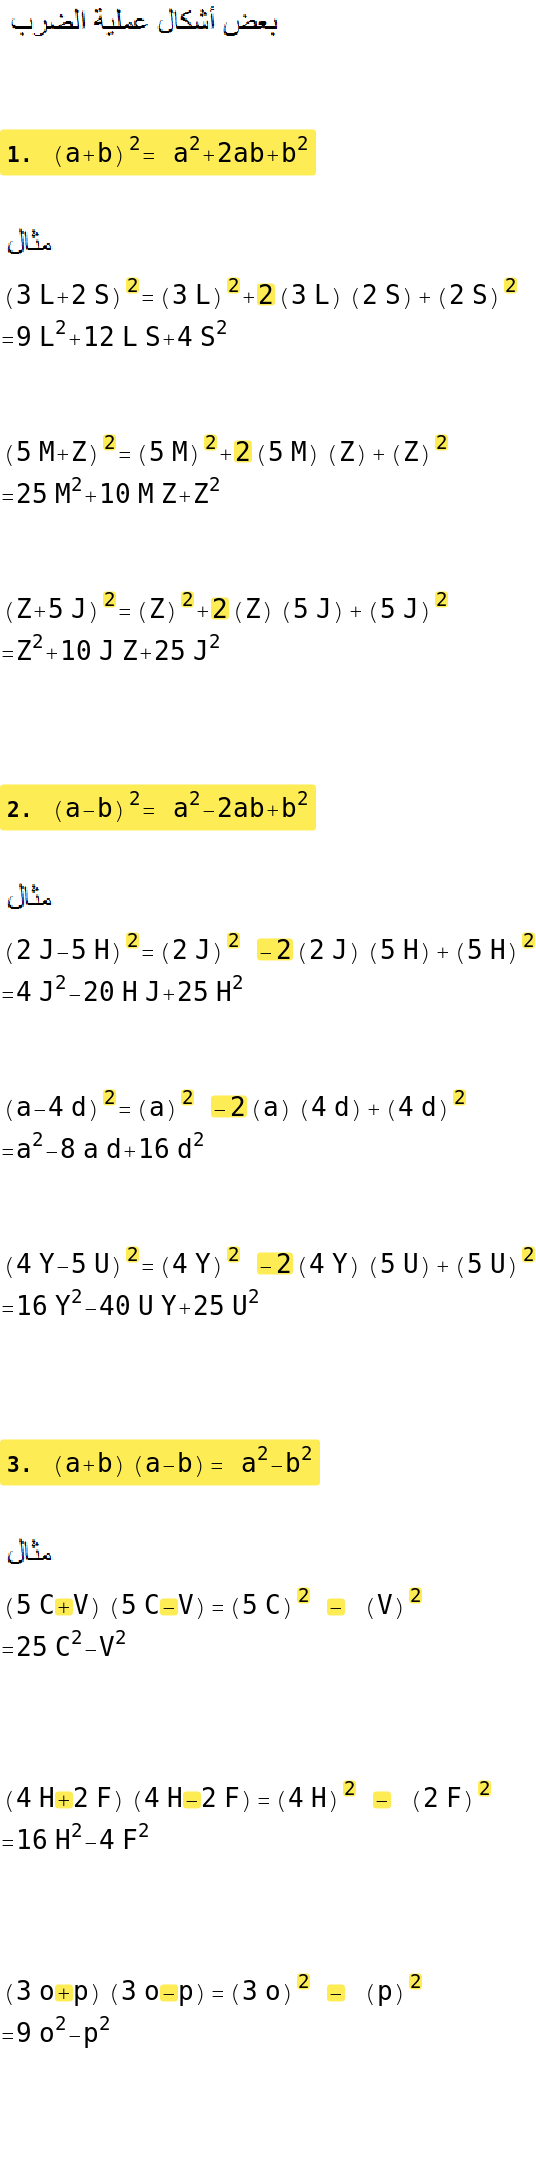 بعض أشكال عملية الضرب
1. (a+b)²= a²+2ab+b²
مثال
(3 L+2 S)²=(3 L)²+2(3 L) (2 S)+(2 S)²
=9 L²+12 L S+4 S²
(5 M+Z)²=(5 M)²+2(5 M) (Z)+(Z)²
=25 M²+10 M Z+Z²
(Z+5 J)²=(Z)²+2(Z) (5 J)+(5 J)²
=Z²+10 J Z+25 J²
2. (a−b)²= a²−2ab+b²
مثال
(2 J−5 H)²=(2 J)² −2(2 J) (5 H)+(5 H)²
=4 J²−20 H J+25 H²
(a−4 d)²=(a)² −2(a) (4 d)+(4 d)²
=a²−8 a d+16 d²
(4 Y−5 U)²=(4 Y)² −2(4 Y) (5 U)+(5 U)²
=16 Y²−40 U Y+25 U²
3. (a+b)(a−b)= a²−b²
مثال
(5 C+V) (5 C−V)=(5 C)² − (V)²
=25 C²−V²
(4 H+2 F) (4 H−2 F)=(4 H)² − (2 F)²
=16 H²−4 F²
(3 o+p) (3 o−p)=(3 o)² − (p)²
=9 o²−p²